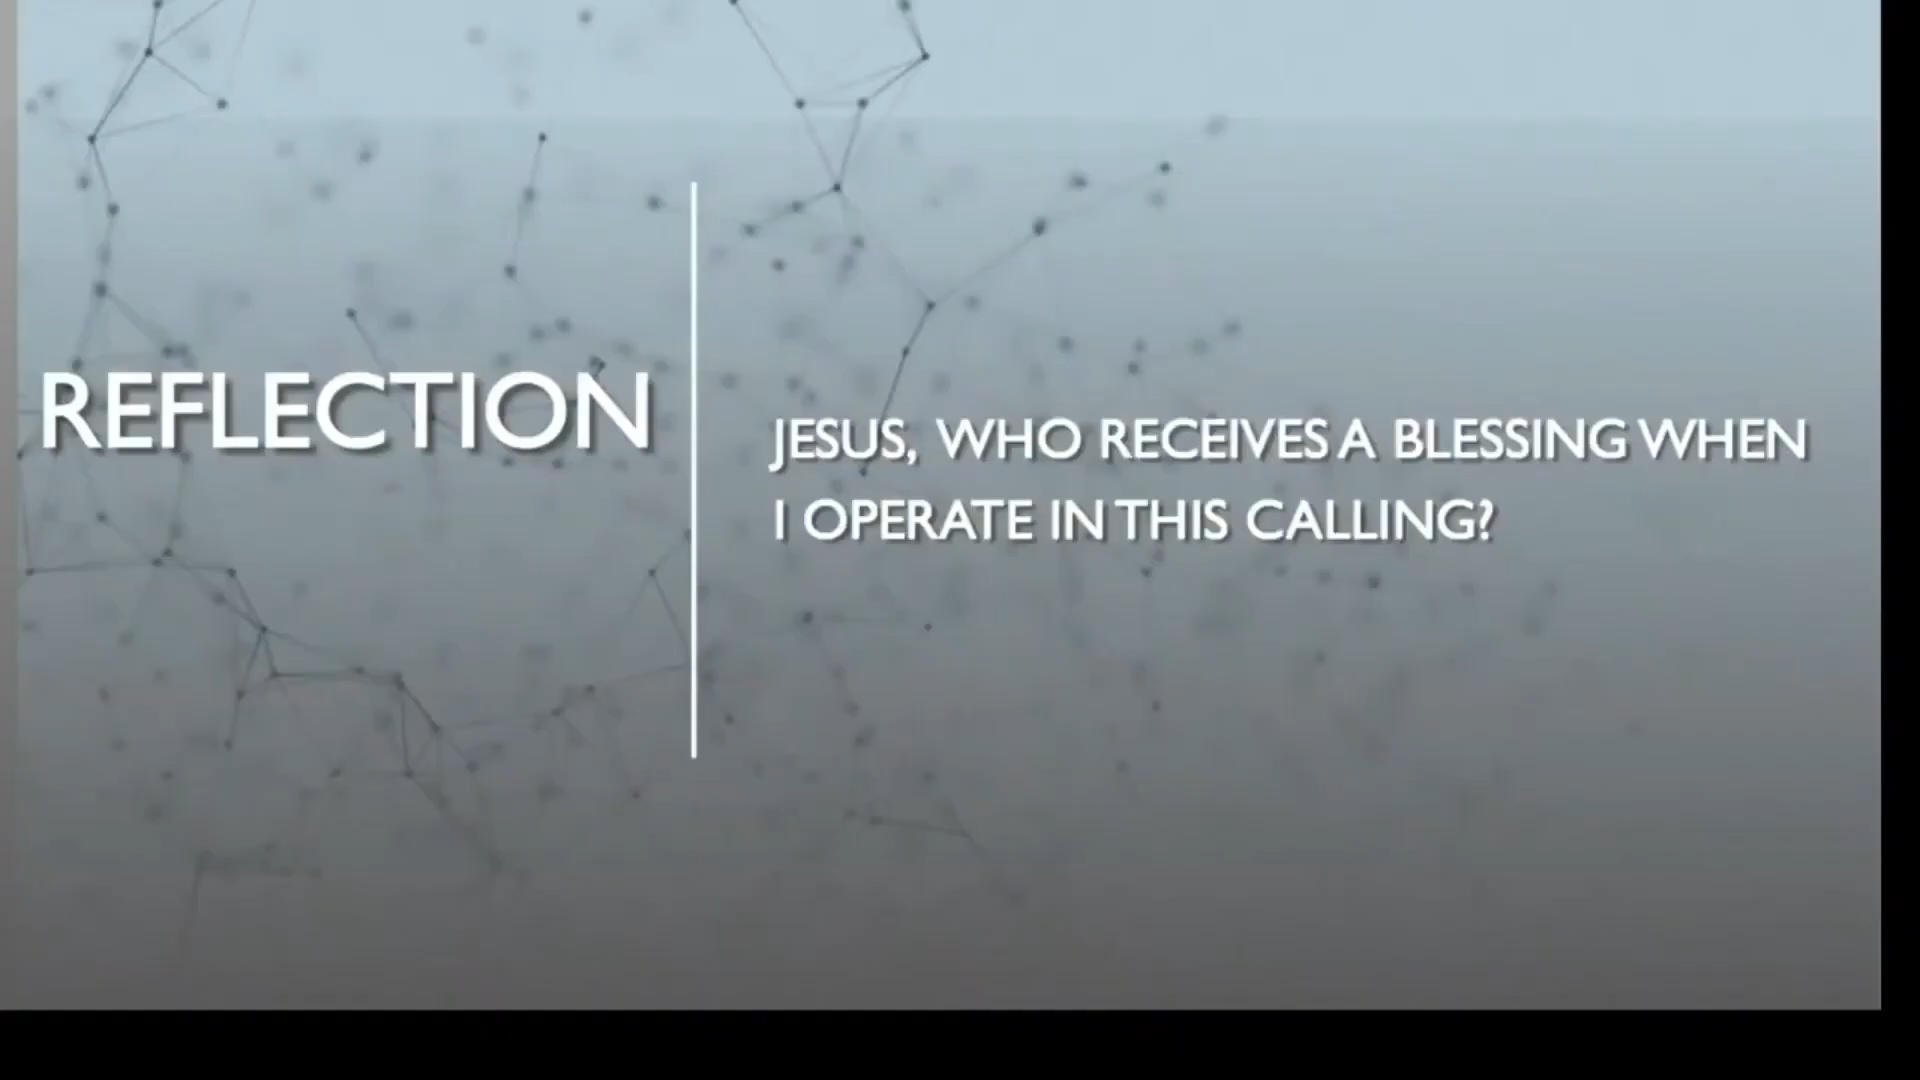 REFLECTION
JESUS, WHO RECEIVES A BLESSING WHEN
I OPERATE IN THIS CALLING?